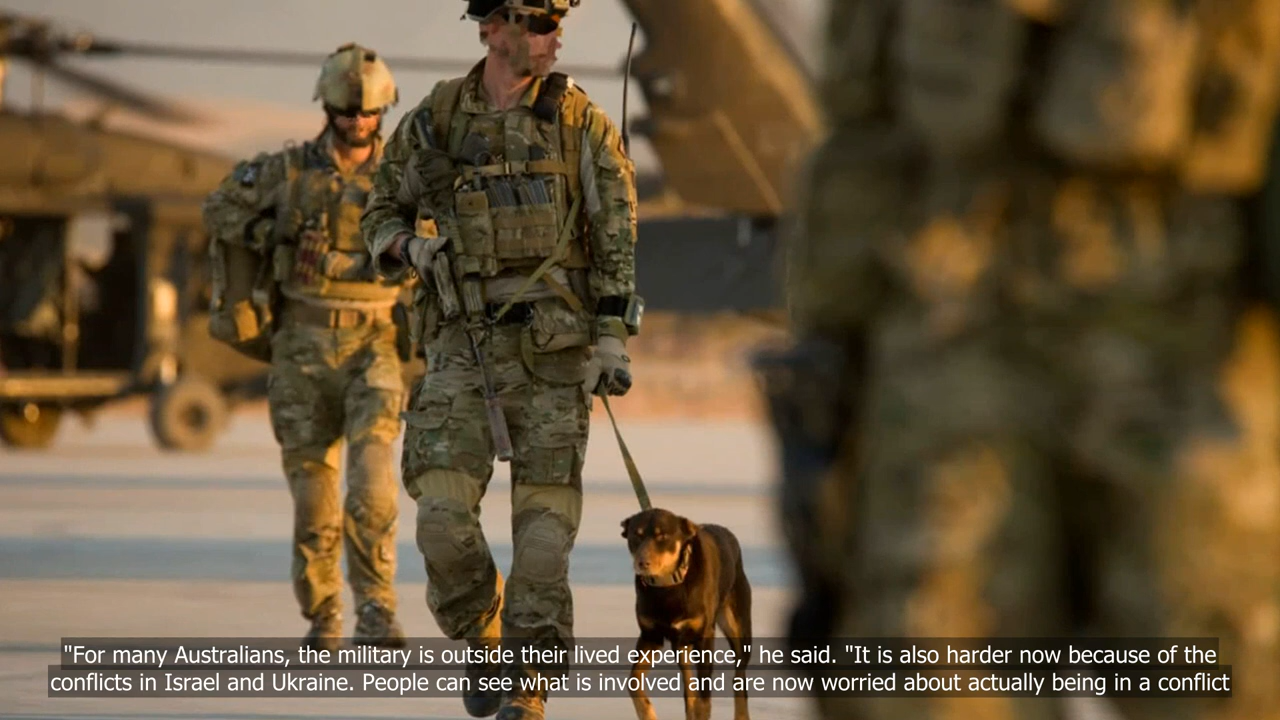 "For many Australians, the military is outside their lived experience," he said. "It is also harder now because of the
conflicts in Israel and Ukraine. People can see what is involved and are now worried about actually being in a conflict